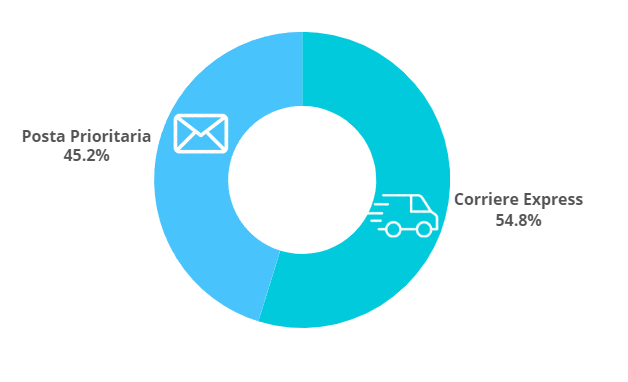 Posta Prioritaria
45.2%
Corriere Express
54.8%